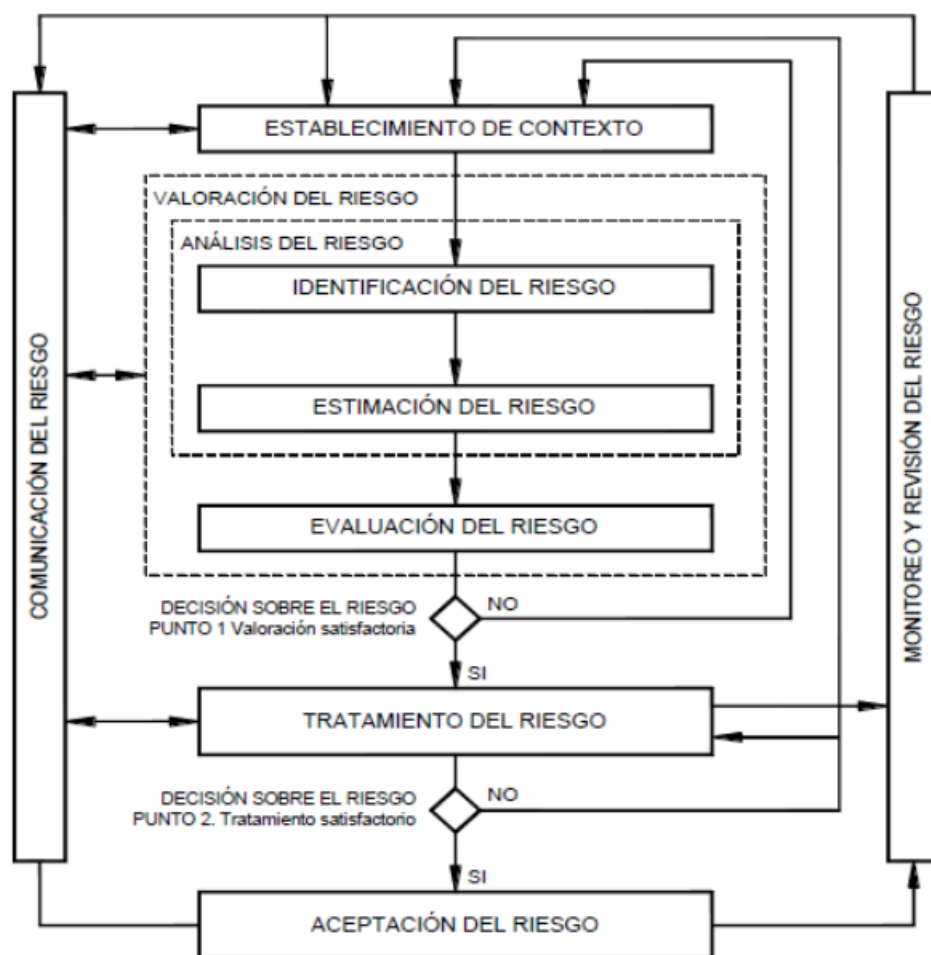 ESTABLECIMIENTO DE CONTEXTO
VALORACIÓN DEL RIESGO
ANÁLISIS DEL RIESGO
IDENTIFICACIÓN DEL RIESGO
ESTIMACIÓN DEL RIESGO
EVALUACIÓN DEL RIESGO
DECISIÓN SOBRE EL RIESGO
PUNTO 1 Valoración satisfactoria
NO
SI
TRATAMIENTO DEL RIESGO
DECISIÓN SOBRE EL RIESGO
PUNTO 2. Tratamiento satisfactorio
NO
SI
ACEPTACIÓN DEL RIESGO
COMUNICACIÓN DEL RIESGO
MONITOREO Y REVISIÓN DEL RIESGO